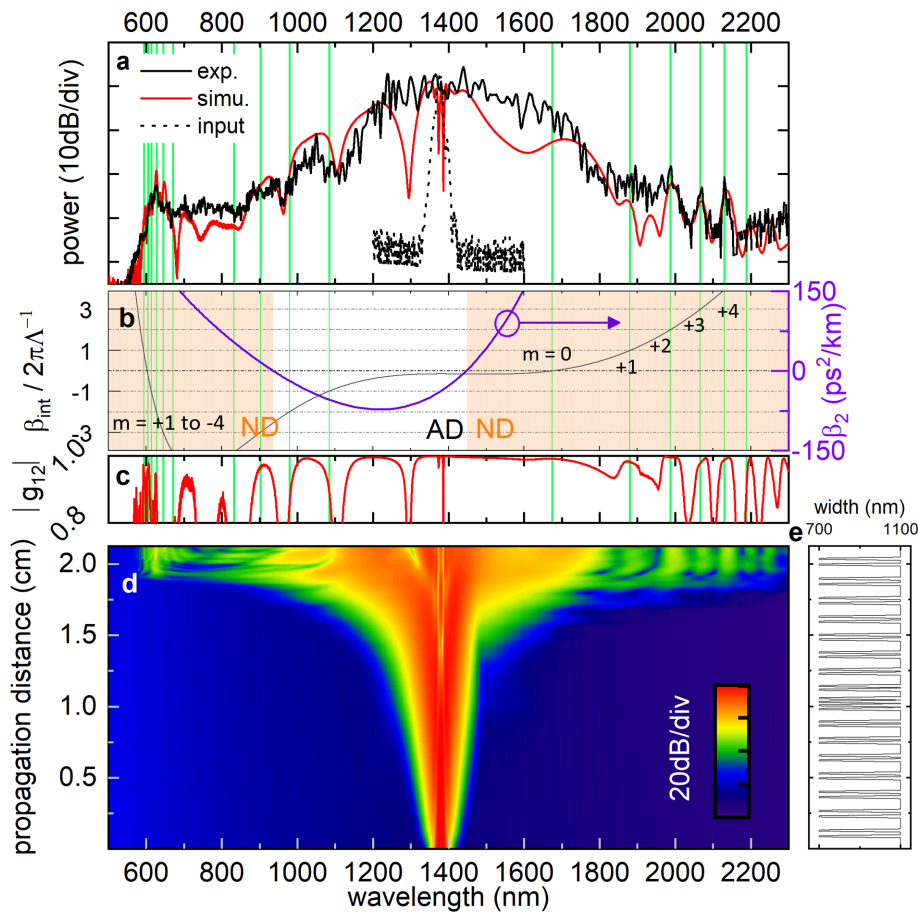 600 800 1000 1200 1400 1600 1800 2000 2200
a
exp.
simu.
input
power (10dB/div)
b
3
1
-1
-3
β_int / 2πΛ⁻¹
m = +1 to -4
ND
AD
ND
m = 0
+1
+2
+3
+4
150
0
-150
β₂ (ps²/km)
c
1.0
0.8
|g₁₂|
d
2.0
1.5
1.0
0.5
propagation distance (cm)
20dB/div
600 800 1000 1200 1400 1600 1800 2000 2200
wavelength (nm)
e
width (nm)
700 1100